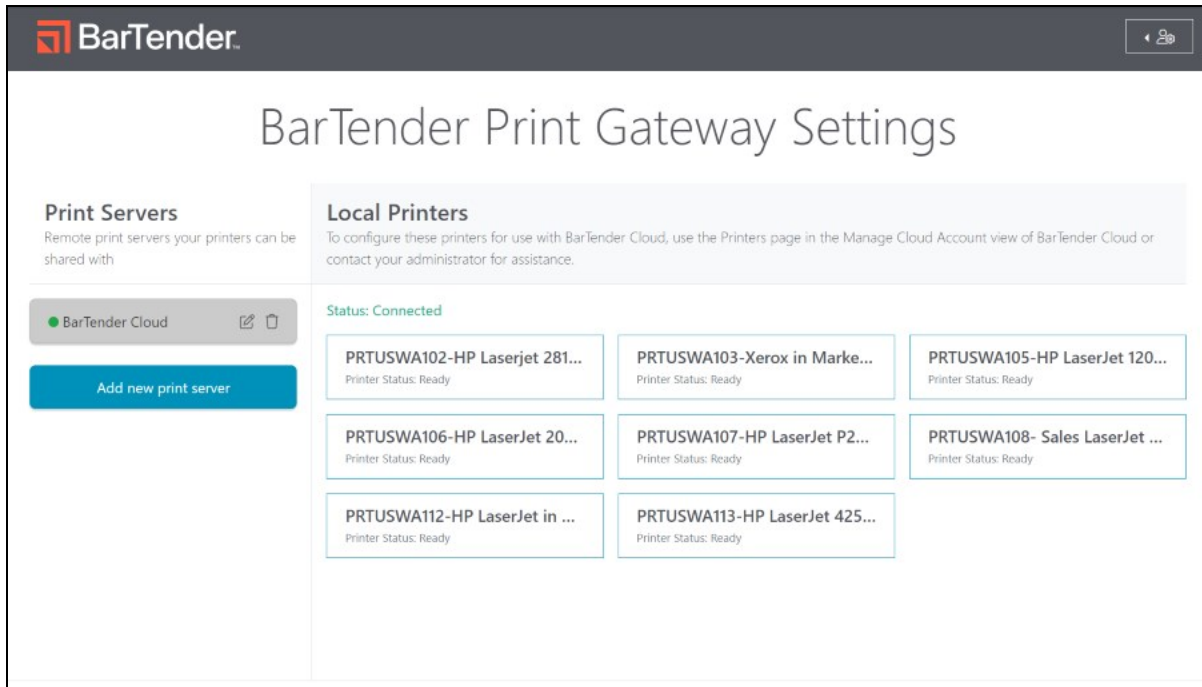 BarTender™
BarTender Print Gateway Settings
Print Servers
Remote print servers your printers can be
shared with
BarTender Cloud
Add new print server
Local Printers
To configure these printers for use with BarTender Cloud, use the Printers page in the Manage Cloud Account view of BarTender Cloud or
contact your administrator for assistance.
Status: Connected
PRTUSWA102-HP Laserjet 281...
Printer Status: Ready
PRTUSWA103-Xerox in Marke...
Printer Status: Ready
PRTUSWA105-HP LaserJet 120...
Printer Status: Ready
PRTUSWA106-HP LaserJet 20...
Printer Status: Ready
PRTUSWA107-HP LaserJet P2...
Printer Status: Ready
PRTUSWA108- Sales LaserJet ...
Printer Status: Ready
PRTUSWA112-HP LaserJet in ...
Printer Status: Ready
PRTUSWA113-HP LaserJet 425...
Printer Status: Ready